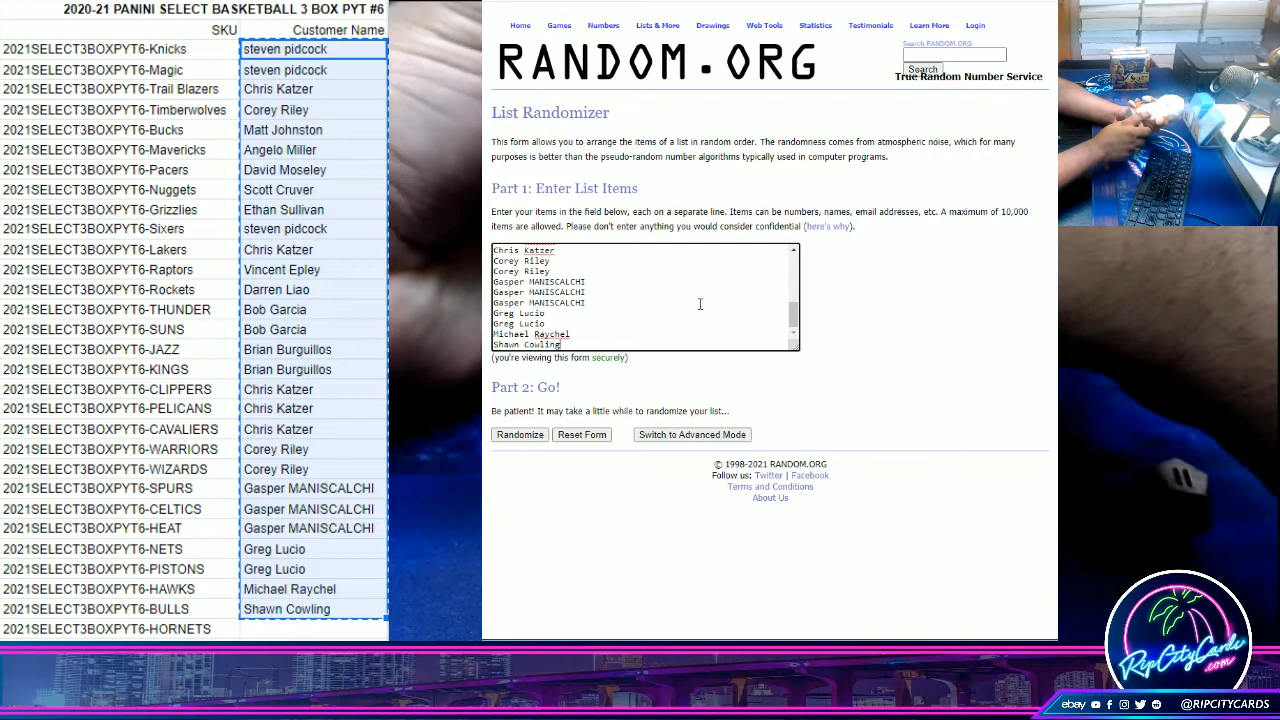 2020-21 PANINI SELECT BASKETBALL 3 BOX PYT #6
SKU Customer Name
2021SELECT3BOXPYT6-Knicks steven pidcock
2021SELECT3BOXPYT6-Magic steven pidcock
2021SELECT3BOXPYT6-Trail Blazers Chris Katzer
2021SELECT3BOXPYT6-Timberwolves Corey Riley
2021SELECT3BOXPYT6-Bucks Matt Johnston
2021SELECT3BOXPYT6-Mavericks Angelo Miller
2021SELECT3BOXPYT6-Pacers David Moseley
2021SELECT3BOXPYT6-Nuggets Scott Cruver
2021SELECT3BOXPYT6-Grizzlies Ethan Sullivan
2021SELECT3BOXPYT6-Sixers steven pidcock
2021SELECT3BOXPYT6-Lakers Chris Katzer
2021SELECT3BOXPYT6-Raptors Vincent Epley
2021SELECT3BOXPYT6-Rockets Darren Liao
2021SELECT3BOXPYT6-THUNDER Bob Garcia
2021SELECT3BOXPYT6-SUNS Bob Garcia
2021SELECT3BOXPYT6-JAZZ Brian Burguillos
2021SELECT3BOXPYT6-KINGS Brian Burguillos
2021SELECT3BOXPYT6-CLIPPERS Chris Katzer
2021SELECT3BOXPYT6-PELICANS Chris Katzer
2021SELECT3BOXPYT6-CAVALIERS Chris Katzer
2021SELECT3BOXPYT6-WARRIORS Corey Riley
2021SELECT3BOXPYT6-WIZARDS Corey Riley
2021SELECT3BOXPYT6-SPURS Gasper MANISCALCHI
2021SELECT3BOXPYT6-CELTICS Gasper MANISCALCHI
2021SELECT3BOXPYT6-HEAT Gasper MANISCALCHI
2021SELECT3BOXPYT6-NETS Greg Lucio
2021SELECT3BOXPYT6-PISTONS Greg Lucio
2021SELECT3BOXPYT6-HAWKS Michael Raychel
2021SELECT3BOXPYT6-BULLS Shawn Cowling
2021SELECT3BOXPYT6-HORNETS
Home Games Numbers Lists & More Drawings Web Tools Statistics Testimonials Learn More Login
RANDOM.ORG
Search RANDOM.ORG
Search
True Random Number Service
List Randomizer
This form allows you to arrange the items of a list in random order. The randomness comes from atmospheric noise, which for many
purposes is better than the pseudo-random number algorithms typically used in computer programs.
Part 1: Enter List Items
Enter your items in the field below, each on a separate line. Items can be numbers, names, email addresses, etc. A maximum of 10,000
items are allowed. Please don't enter anything you would consider confidential (here's why).
Chris Katzer
Corey Riley
Corey Riley
Gasper MANISCALCHI
Gasper MANISCALCHI
Gasper MANISCALCHI
Greg Lucio
Greg Lucio
Michael Raychel
Shawn Cowling
(you're viewing this form securely)
Part 2: Go!
Be patient! It may take a little while to randomize your list...
Randomize Reset Form Switch to Advanced Mode
© 1998-2021 RANDOM.ORG
Follow us: Twitter | Facebook
Terms and Conditions
About Us
RipCityCards
.com
ebay @RIPCITYCARDS